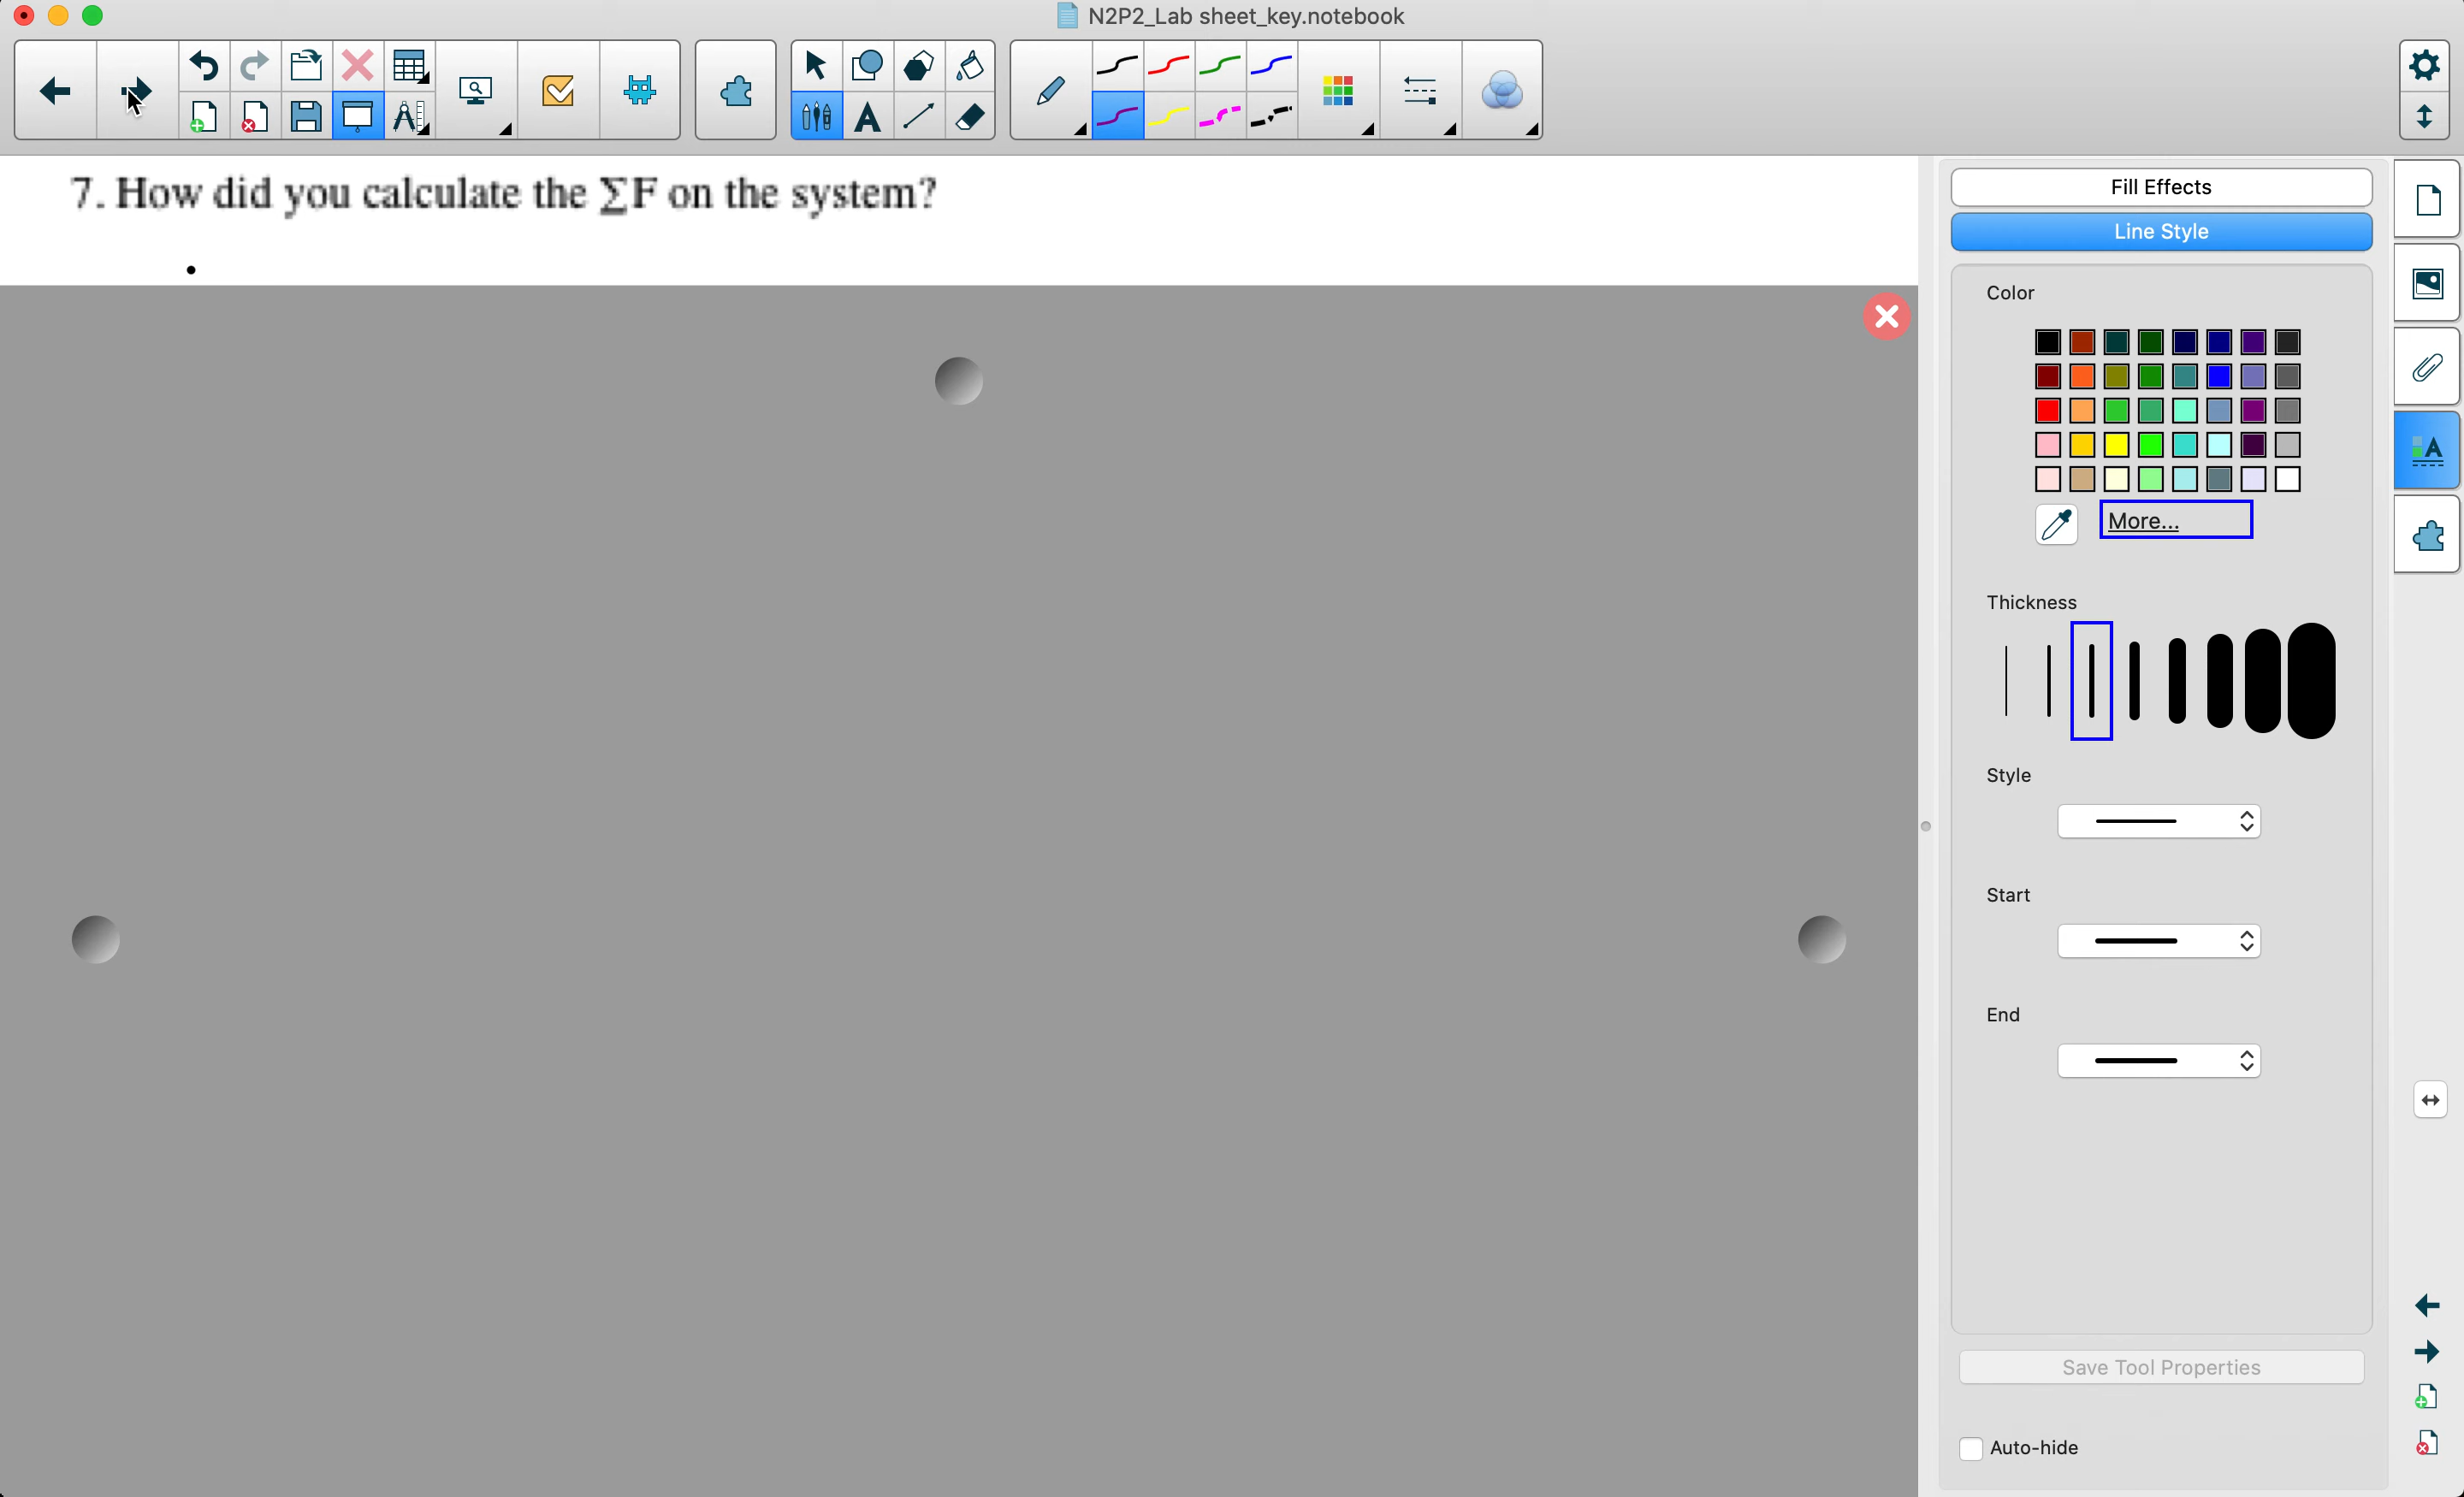 N2P2_Lab sheet_key.notebook
7. How did you calculate the ∑F on the system?
Fill Effects
Line Style
Color
More...
Thickness
Style
Start
End
Save Tool Properties
Auto-hide